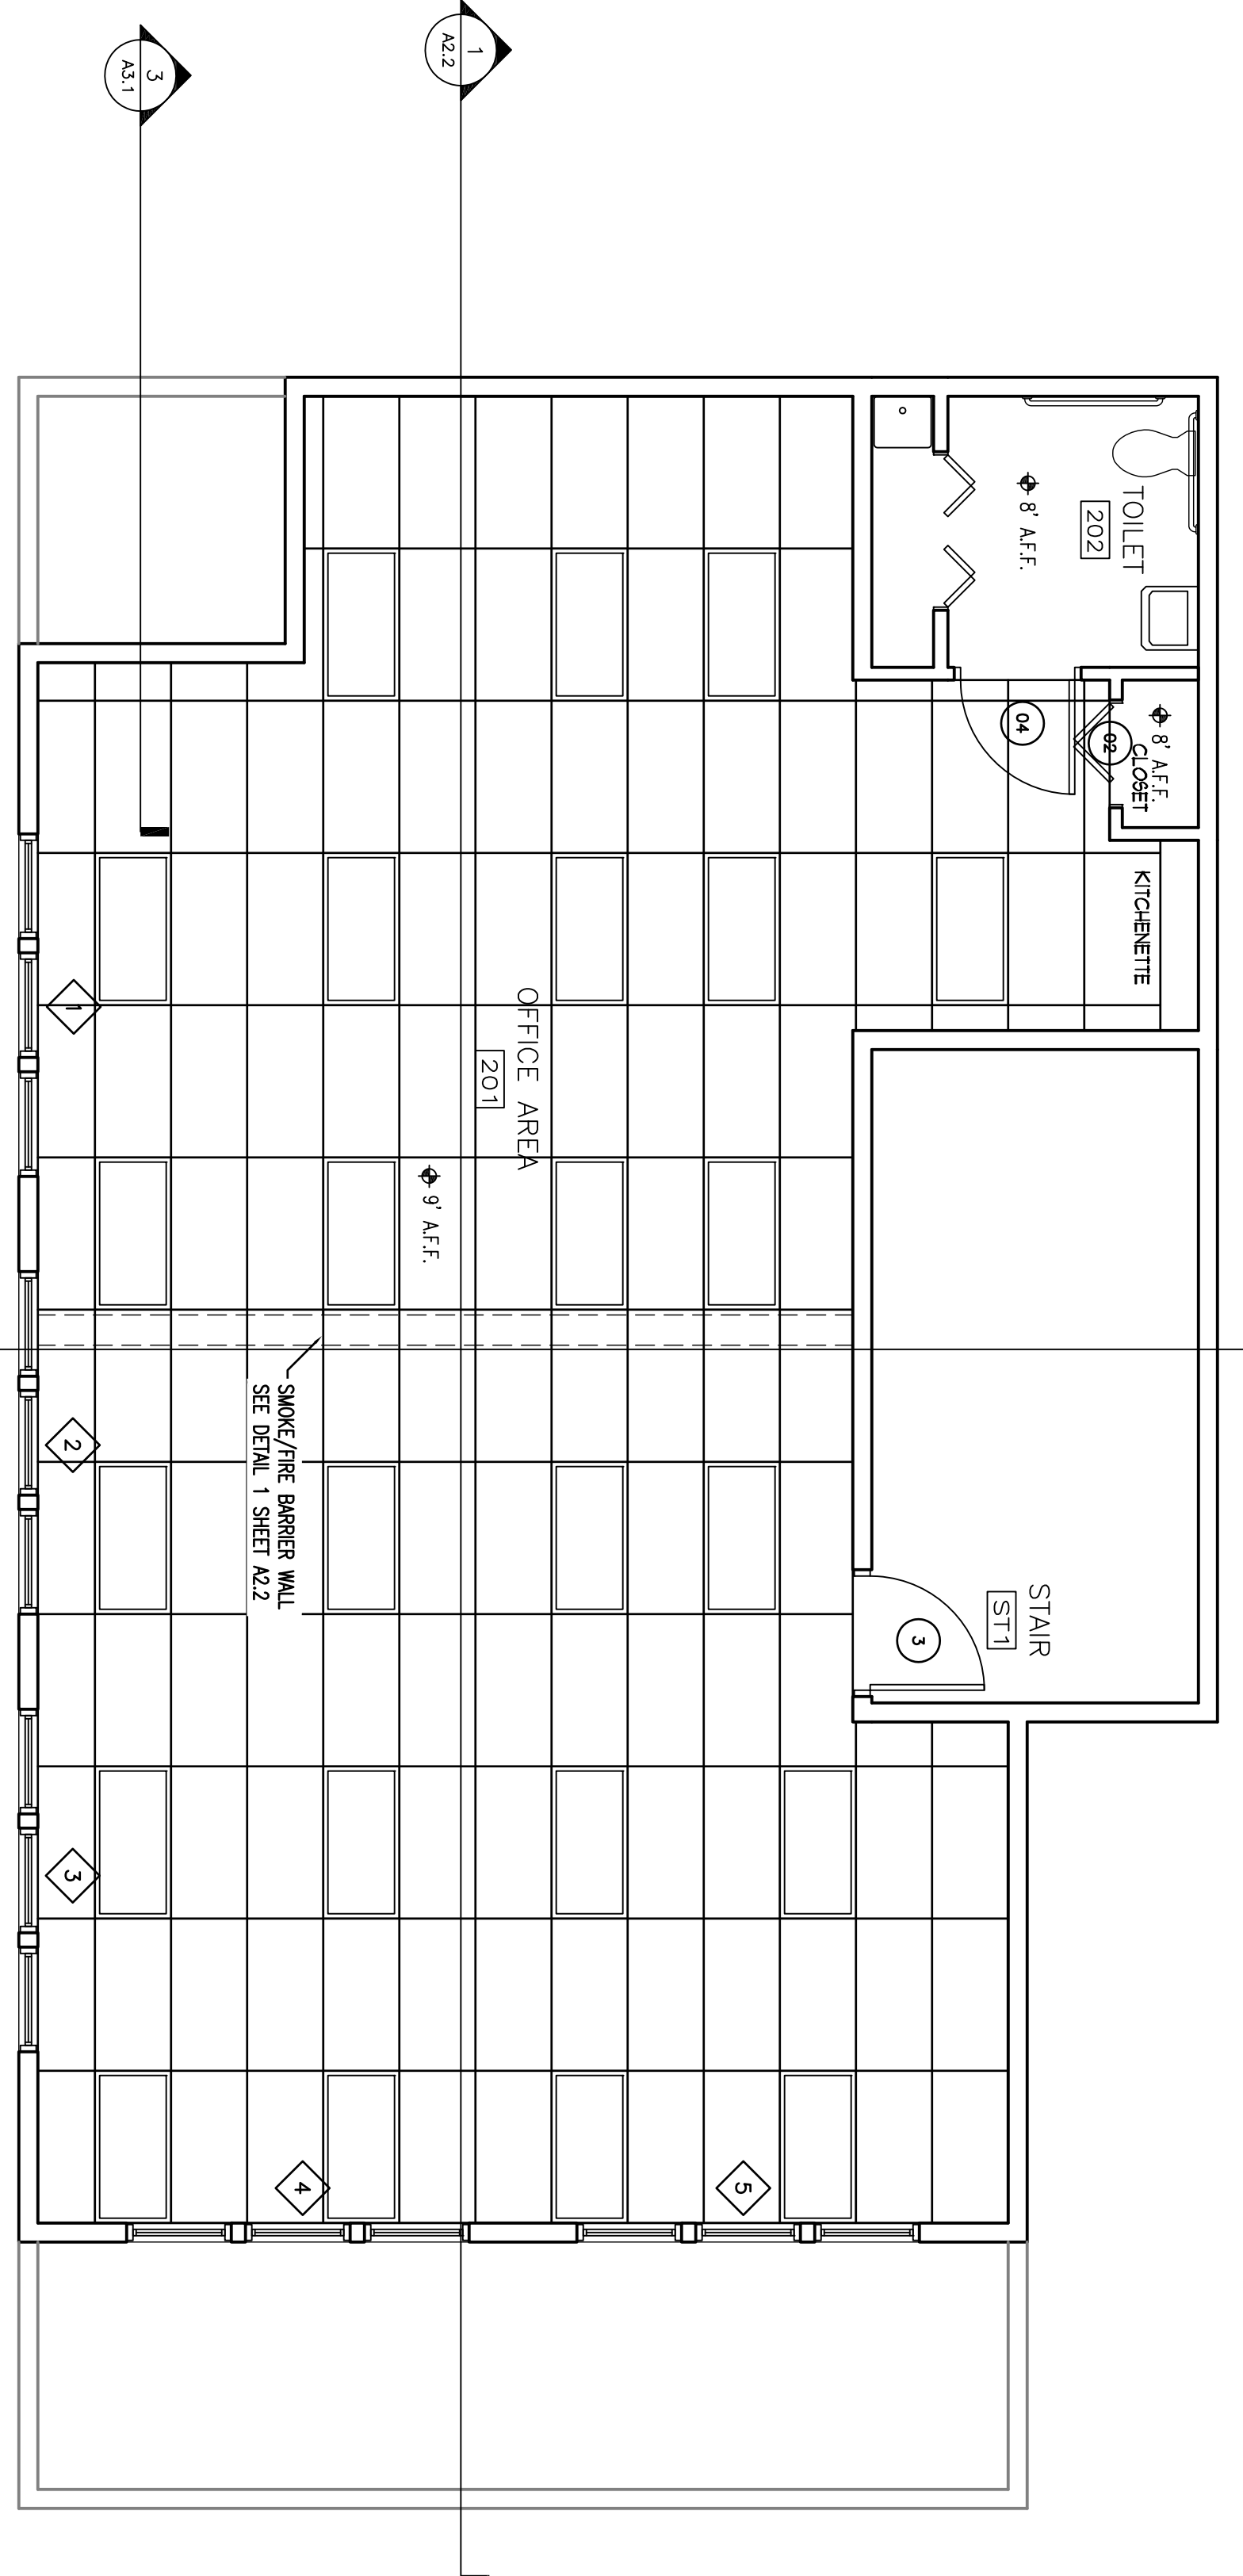 1
A2.2
3
A3.1
TOILET
202
8' A.F.F.
8' A.F.F.
CLOSET
02
04
KITCHENETTE
OFFICE AREA
201
9' A.F.F.
STAIR
ST1
3
SMOKE/FIRE BARRIER WALL
SEE DETAIL 1 SHEET A2.2
1
2
3
4
5